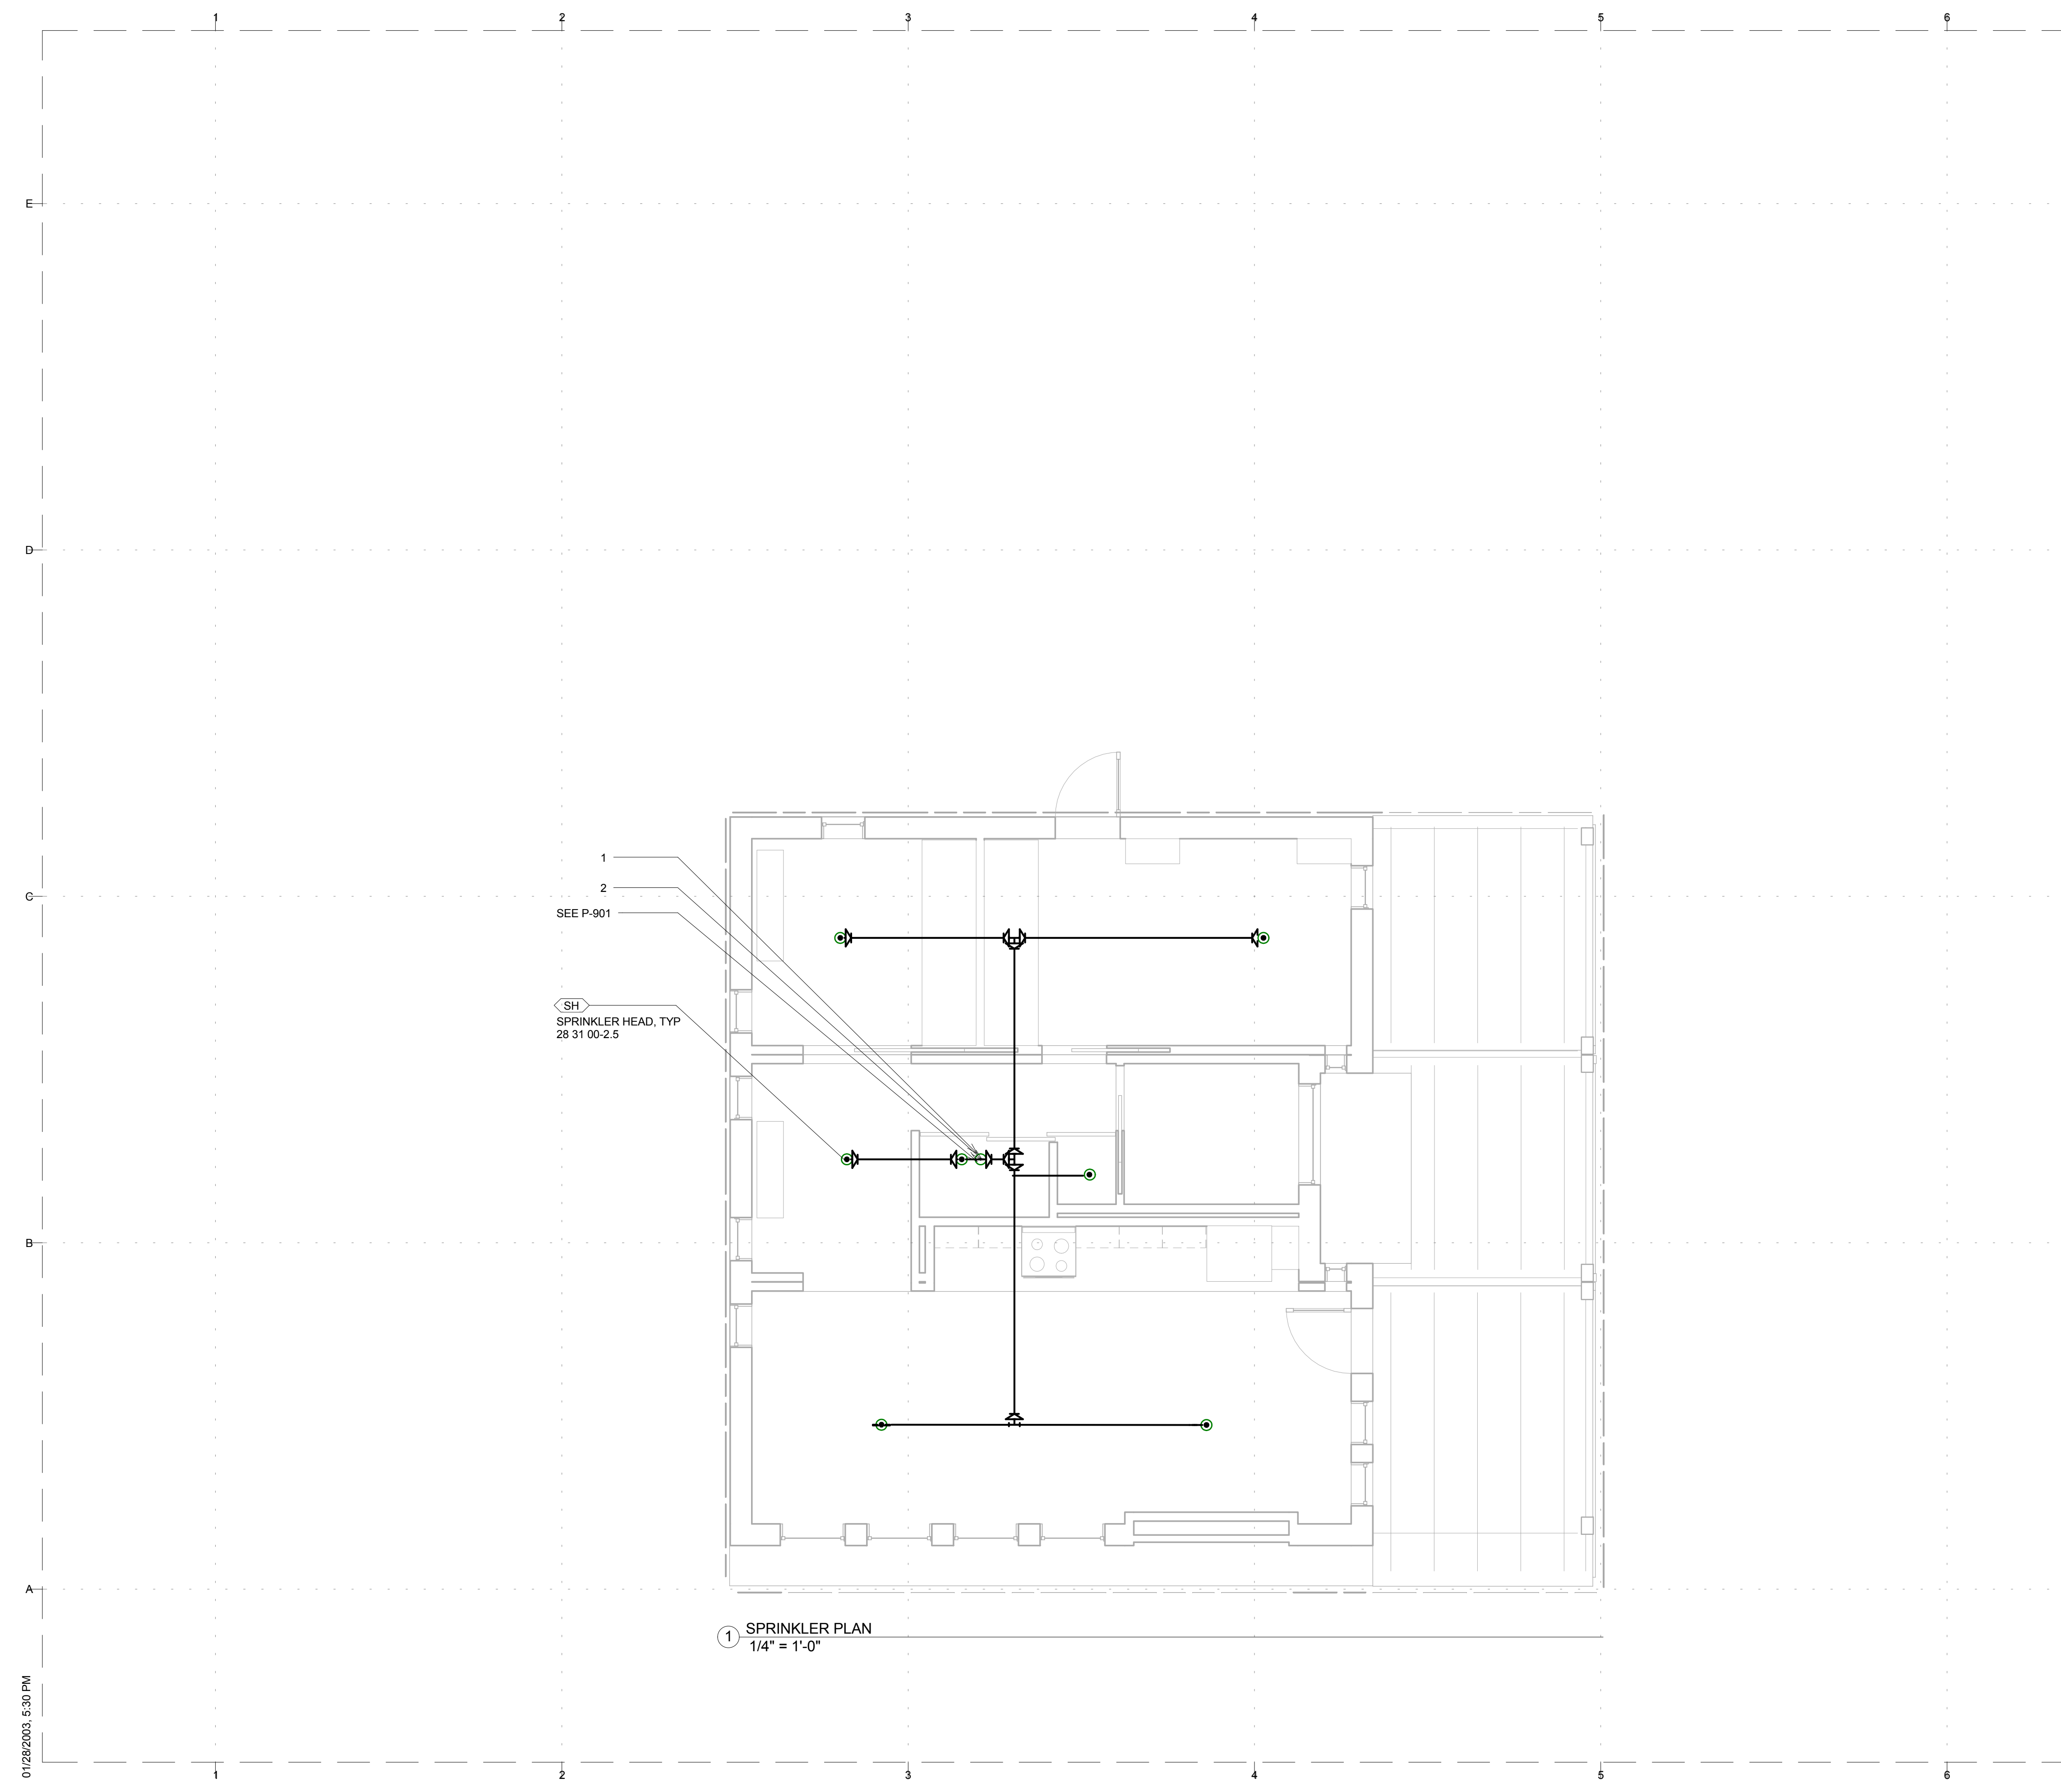 1 2 3 4 5 6
E
D
C
1
2
SEE P-901
SH
SPRINKLER HEAD, TYP
28 31 00-2.5
B
A
1 SPRINKLER PLAN
1/4" = 1'-0"
01/28/2003, 5:30 PM
1 2 3 4 5 6